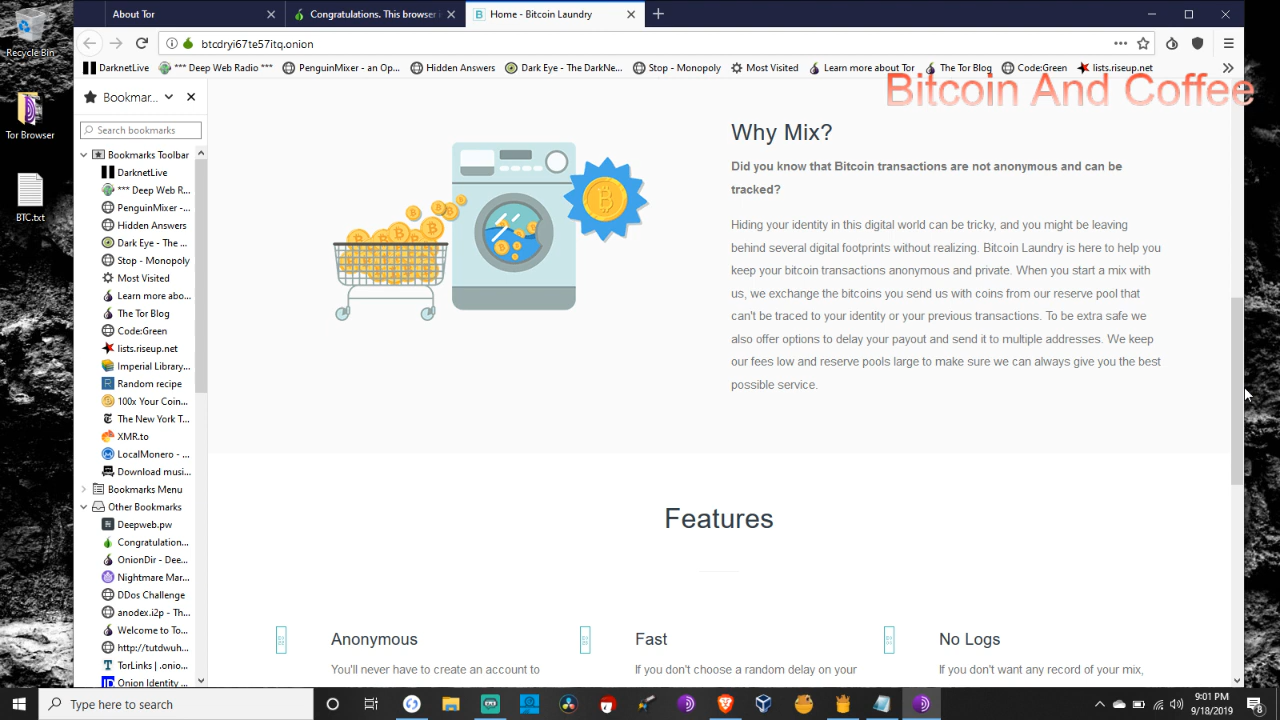 Recycle Bin
Tor Browser
BTC.txt
About Tor
Congratulations. This browser i
Home - Bitcoin Laundry
btcdryi67te57itq.onion
DarknetLive
*** Deep Web Radio ***
PenguinMixer - an Op...
Hidden Answers
Dark Eye - The DarkNe...
Stop - Monopoly
Most Visited
Learn more about Tor
The Tor Blog
Code:Green
lists.riseup.net
Bitcoin And Coffee
Bookmar...
Search bookmarks
Bookmarks Toolbar
DarknetLive
*** Deep Web R...
PenguinMixer -...
Hidden Answers
Dark Eye - The ...
Stop - Monopoly
Most Visited
Learn more abo...
The Tor Blog
Code:Green
lists.riseup.net
Imperial Library...
Random recipe
100x Your Coin...
The New York T...
XMR.to
LocalMonero - ...
Download musi...
Bookmarks Menu
Other Bookmarks
Deepweb.pw
Congratulation...
OnionDir - Dee...
Nightmare Mar...
DDos Challenge
anodex.i2p - Th...
Welcome to To...
http://tutdwuh...
TorLinks | .onio...
Onion Identity ...
Why Mix?
Did you know that Bitcoin transactions are not anonymous and can be
tracked?
Hiding your identity in this digital world can be tricky, and you might be leaving
behind several digital footprints without realizing. Bitcoin Laundry is here to help you
keep your bitcoin transactions anonymous and private. When you start a mix with
us, we exchange the bitcoins you send us with coins from our reserve pool that
can't be traced to your identity or your previous transactions. To be extra safe we
also offer options to delay your payout and send it to multiple addresses. We keep
our fees low and reserve pools large to make sure we can always give you the best
possible service.
Features
Anonymous
You'll never have to create an account to
Fast
If you don't choose a random delay on your
No Logs
If you don't want any record of your mix,
Type here to search
9:01 PM
9/18/2019
8